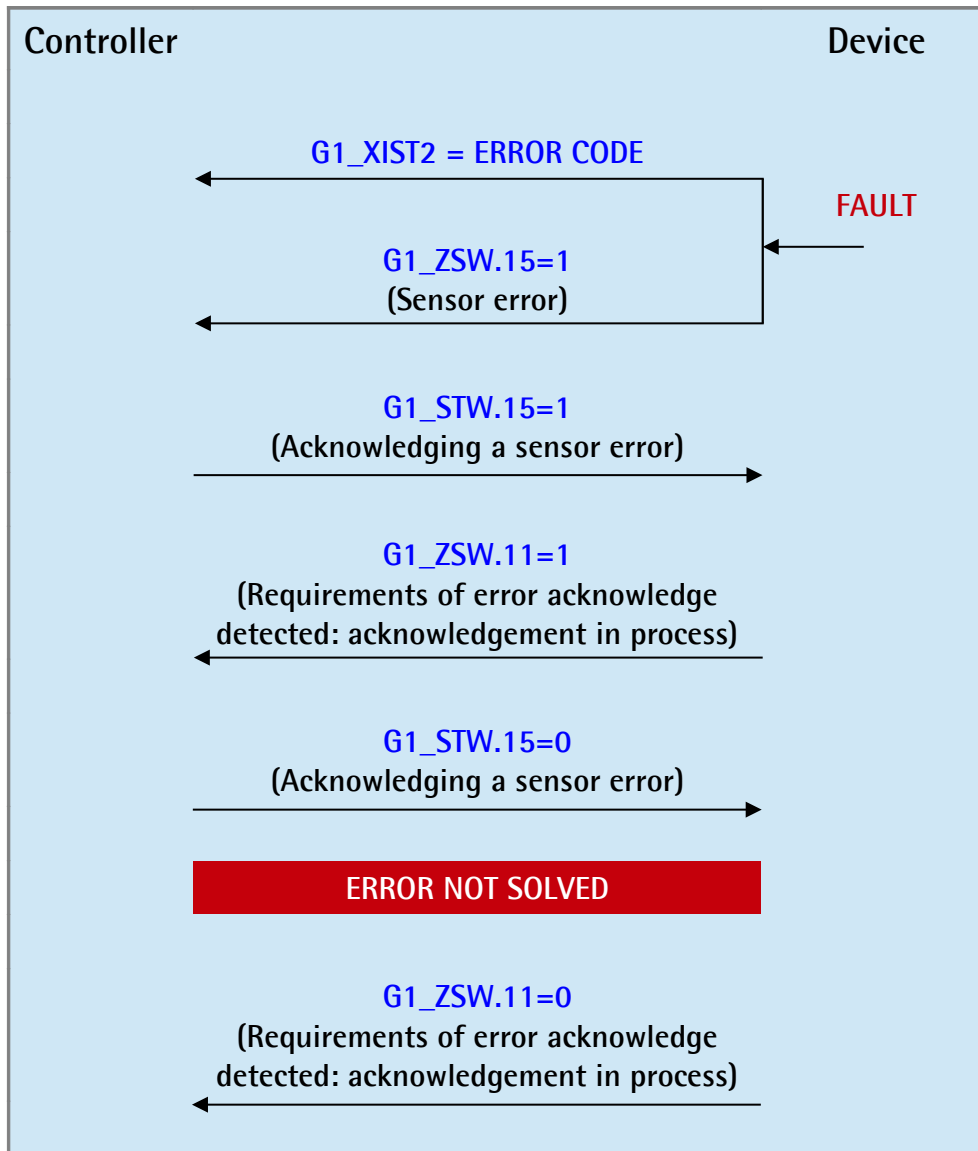 Controller
Device
G1_XIST2 = ERROR CODE
FAULT
G1_ZSW.15=1
(Sensor error)
G1_STW.15=1
(Acknowledging a sensor error)
G1_ZSW.11=1
(Requirements of error acknowledge
detected: acknowledgement in process)
G1_STW.15=0
(Acknowledging a sensor error)
ERROR NOT SOLVED
G1_ZSW.11=0
(Requirements of error acknowledge
detected: acknowledgement in process)